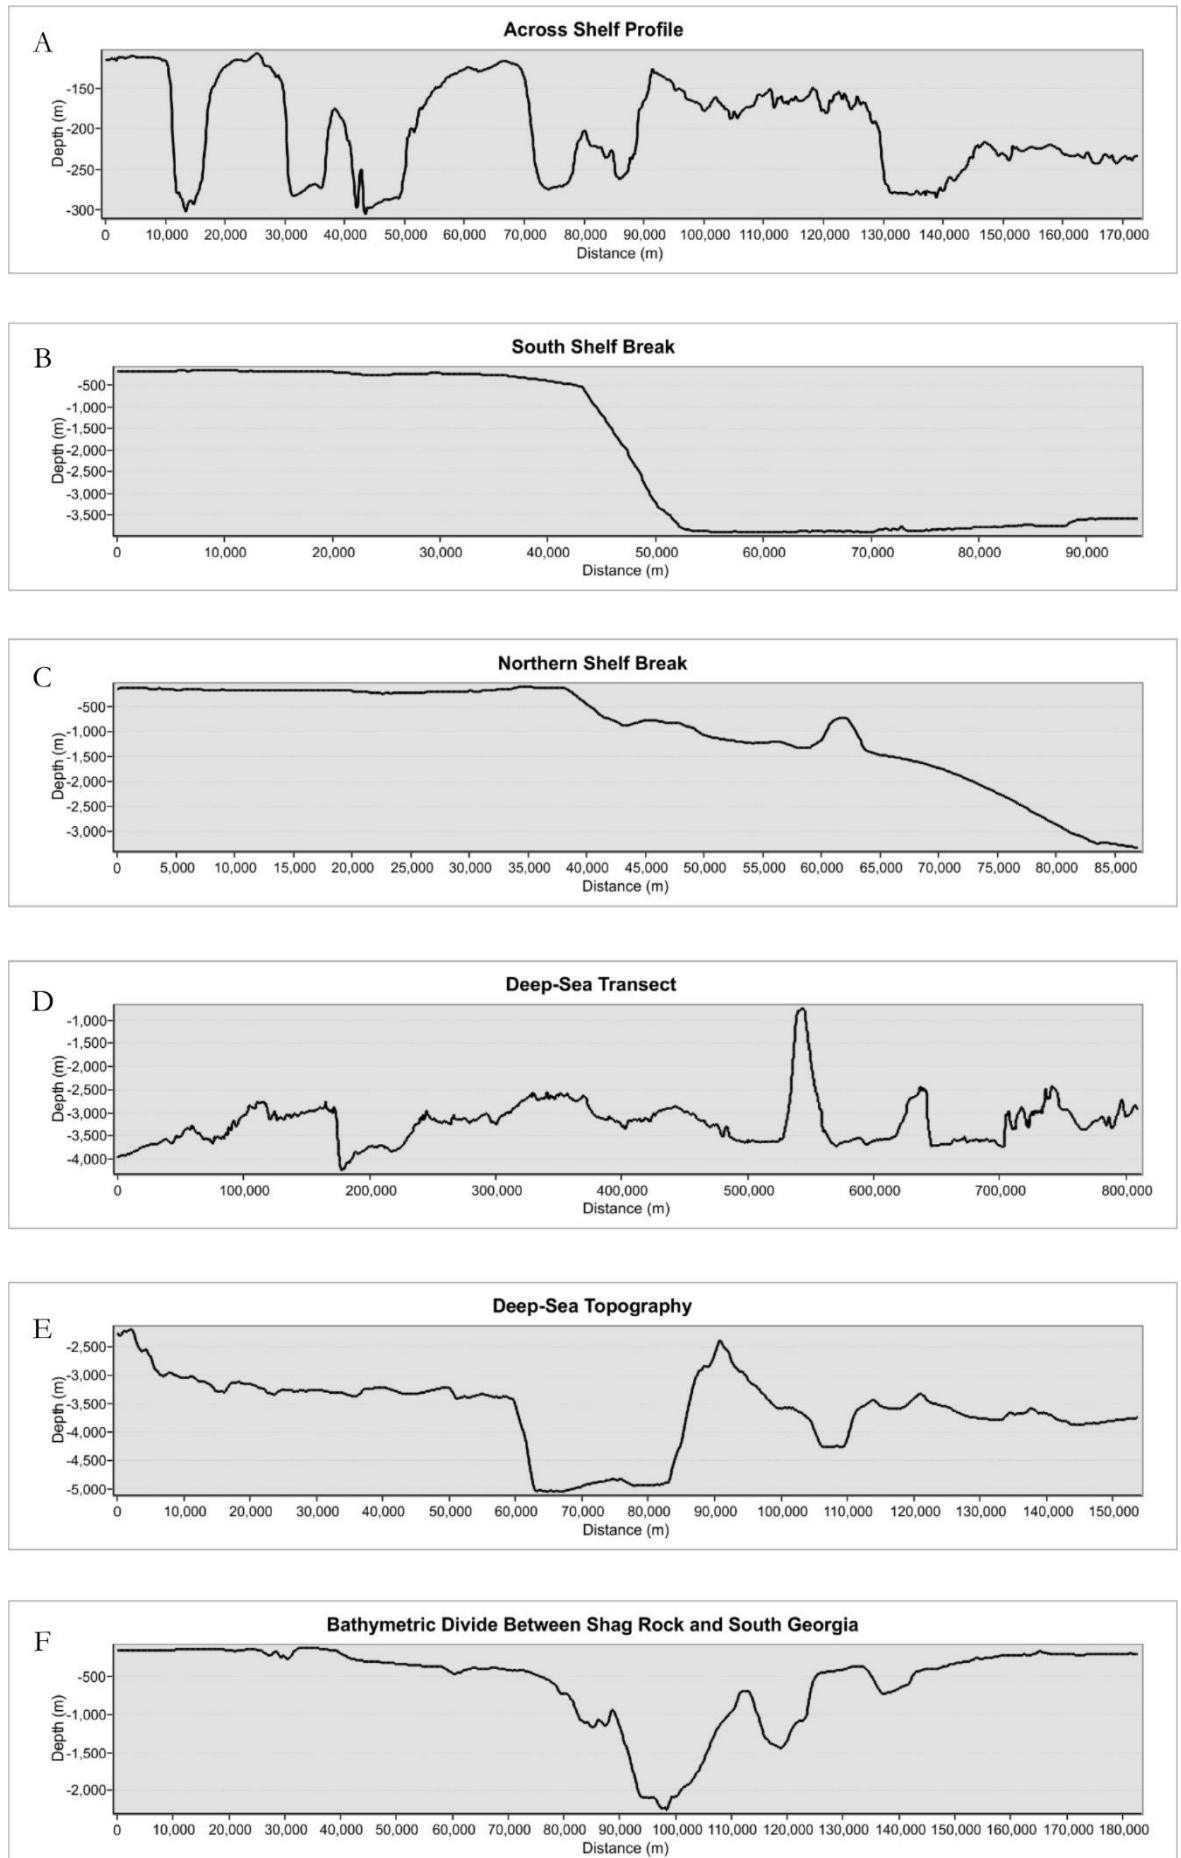 A
Across Shelf Profile
Depth (m)
-150
-200
-250
-300
0 10,000 20,000 30,000 40,000 50,000 60,000 70,000 80,000 90,000 100,000 110,000 120,000 130,000 140,000 150,000 160,000 170,000
Distance (m)
B
South Shelf Break
Depth (m)
-500
-1,000
-1,500
-2,000
-2,500
-3,000
-3,500
0 10,000 20,000 30,000 40,000 50,000 60,000 70,000 80,000 90,000
Distance (m)
C
Northern Shelf Break
Depth (m)
-500
-1,000
-1,500
-2,000
-2,500
-3,000
0 5,000 10,000 15,000 20,000 25,000 30,000 35,000 40,000 45,000 50,000 55,000 60,000 65,000 70,000 75,000 80,000 85,000
Distance (m)
D
Deep-Sea Transect
Depth (m)
-1,000
-1,500
-2,000
-2,500
-3,000
-3,500
-4,000
0 100,000 200,000 300,000 400,000 500,000 600,000 700,000 800,000
Distance (m)
E
Deep-Sea Topography
Depth (m)
-2,500
-3,000
-3,500
-4,000
-4,500
-5,000
0 10,000 20,000 30,000 40,000 50,000 60,000 70,000 80,000 90,000 100,000 110,000 120,000 130,000 140,000 150,000
Distance (m)
F
Bathymetric Divide Between Shag Rock and South Georgia
Depth (m)
-500
-1,000
-1,500
-2,000
0 10,000 20,000 30,000 40,000 50,000 60,000 70,000 80,000 90,000 100,000 110,000 120,000 130,000 140,000 150,000 160,000 170,000 180,000
Distance (m)